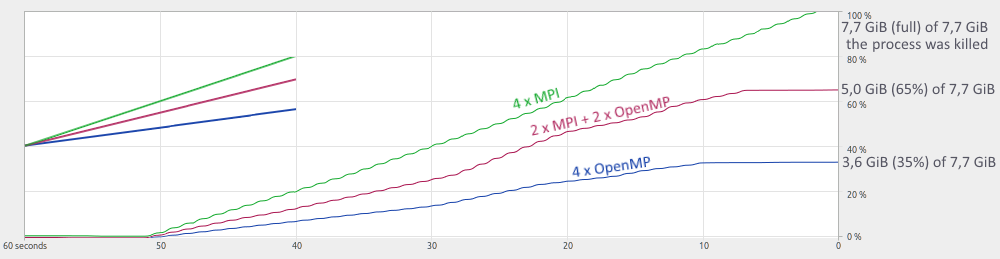 100 %
7,7 GiB (full) of 7,7 GiB
the process was killed
80 %
4 x MPI
5,0 GiB (65%) of 7,7 GiB
60 %
2 x MPI + 2 x OpenMP
40 %
4 x OpenMP
3,6 GiB (35%) of 7,7 GiB
20 %
0 %
60 seconds 50 40 30 20 10 0